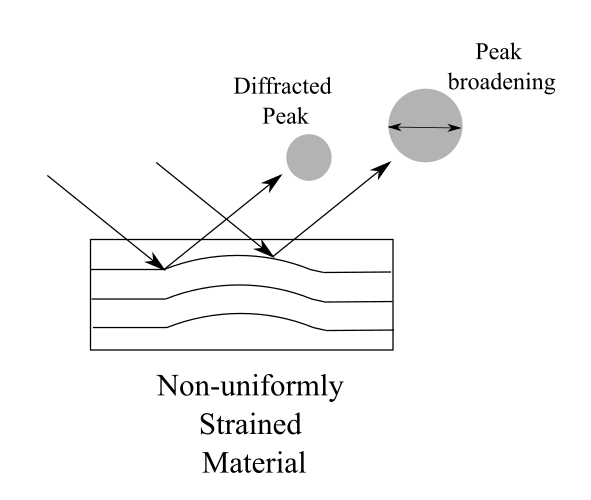 Peak
broadening
Diffracted
Peak
Non-uniformly
Strained
Material